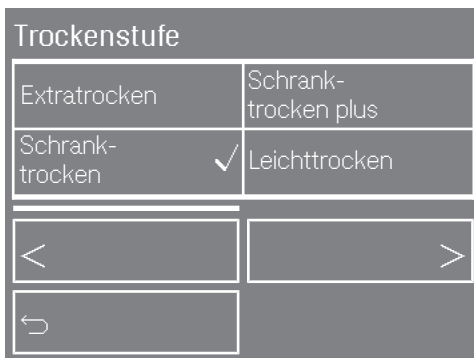 Trockenstufe
Extratrocken
Schrank-
trocken plus
Schrank-
trocken ✓
Leichttrocken
< >